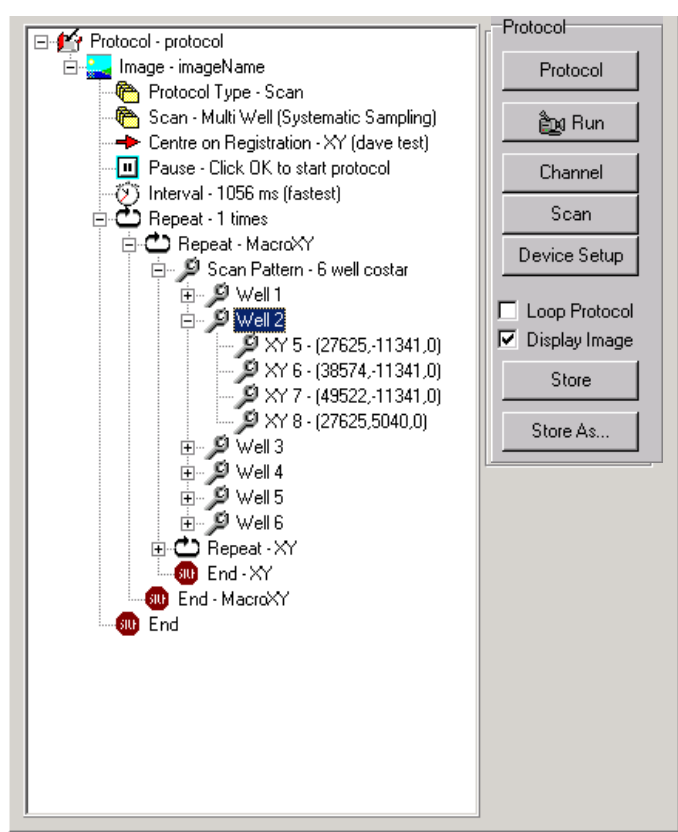 Protocol - protocol
Image - imageName
Protocol Type - Scan
Scan - Multi Well (Systematic Sampling)
Centre on Registration - XY (dave test)
Pause - Click OK to start protocol
Interval - 1056 ms (fastest)
Repeat - 1 times
Repeat - MacroXY
Scan Pattern - 6 well costar
Well 1
Well 2
XY 5 - (27625,-11341,0)
XY 6 - (38574,-11341,0)
XY 7 - (49522,-11341,0)
XY 8 - (27625,5040,0)
Well 3
Well 4
Well 5
Well 6
Repeat - XY
End - XY
End - MacroXY
End
Protocol
Protocol
Run
Channel
Scan
Device Setup
Loop Protocol
Display Image
Store
Store As...